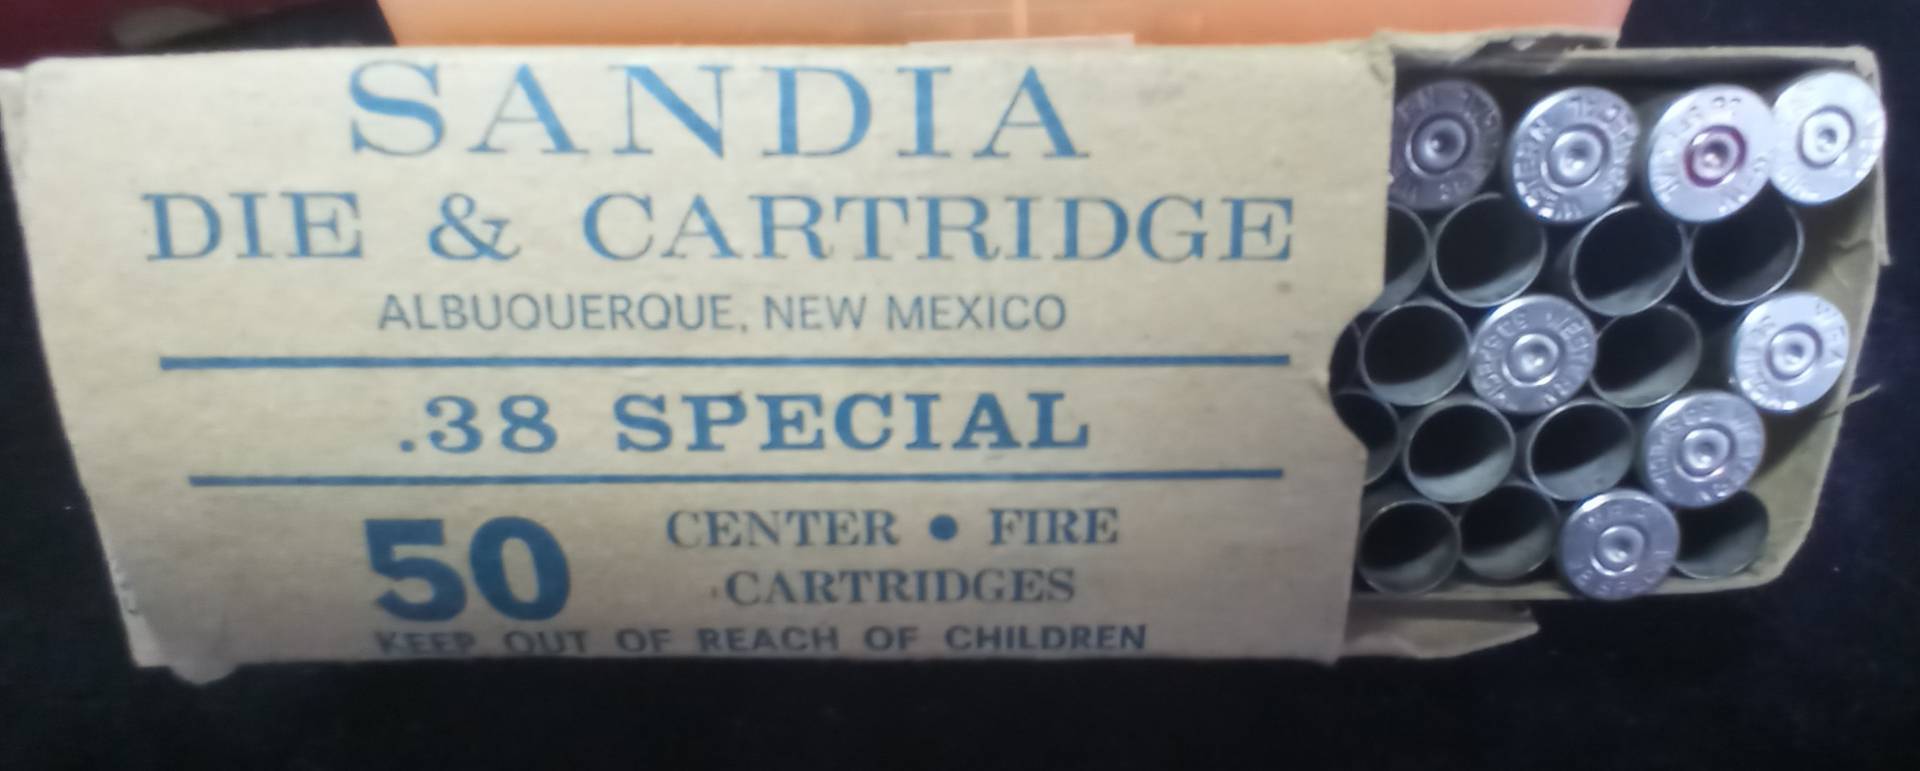 SANDIA
DIE & CARTRIDGE
ALBUQUERQUE, NEW MEXICO
.38 SPECIAL
50 CENTER • FIRE
CARTRIDGES
KEEP OUT OF REACH OF CHILDREN